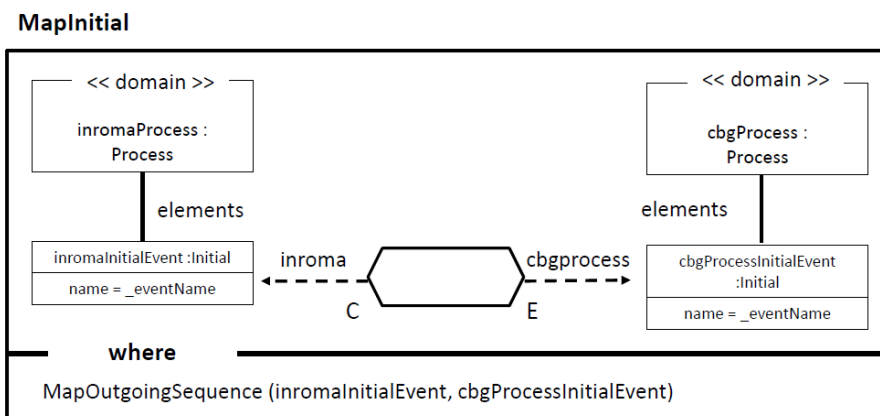 MapInitial
<< domain >>
inromaProcess :
Process
elements
inromaInitialEvent :Initial
name = _eventName
inroma
C
cbgprocess
E
<< domain >>
cbgProcess :
Process
elements
cbgProcessInitialEvent
:Initial
name = _eventName
where
MapOutgoingSequence (inromaInitialEvent, cbgProcessInitialEvent)